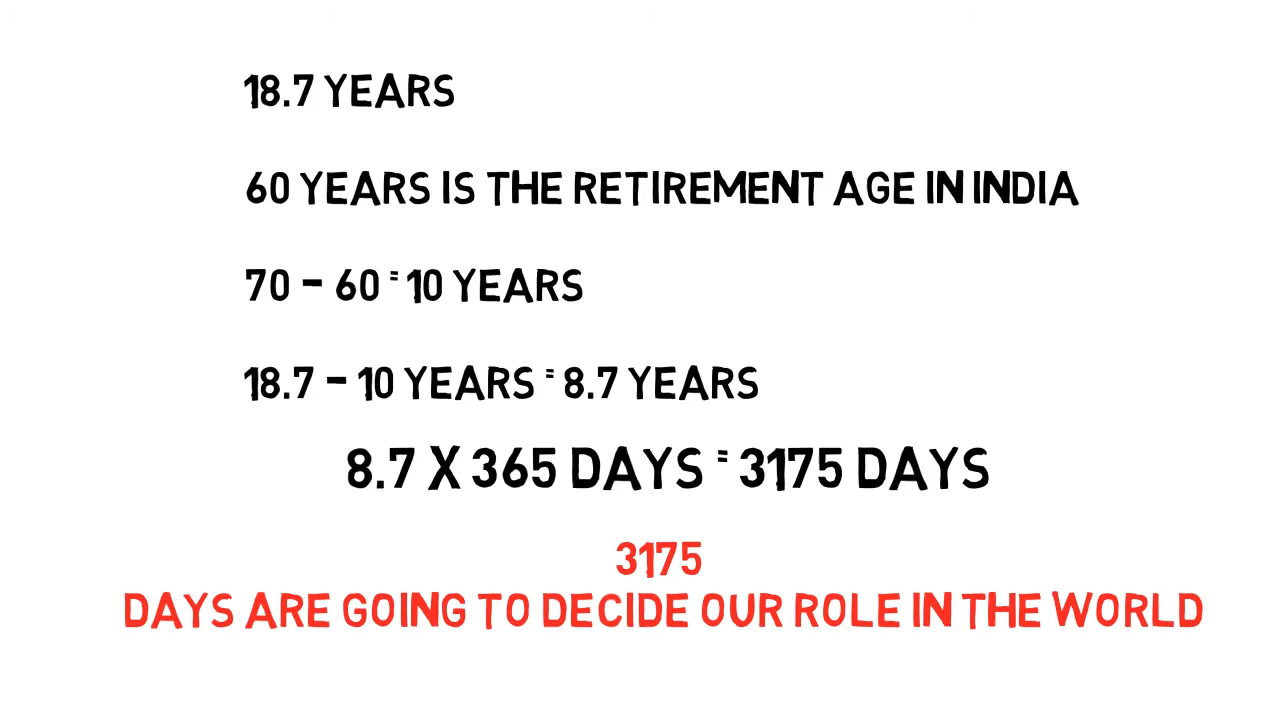 18.7 YEARS
60 YEARS IS THE RETIREMENT AGE IN INDIA
70 - 60 = 10 YEARS
18.7 - 10 YEARS = 8.7 YEARS
8.7 X 365 DAYS = 3175 DAYS
3175
DAYS ARE GOING TO DECIDE OUR ROLE IN THE WORLD